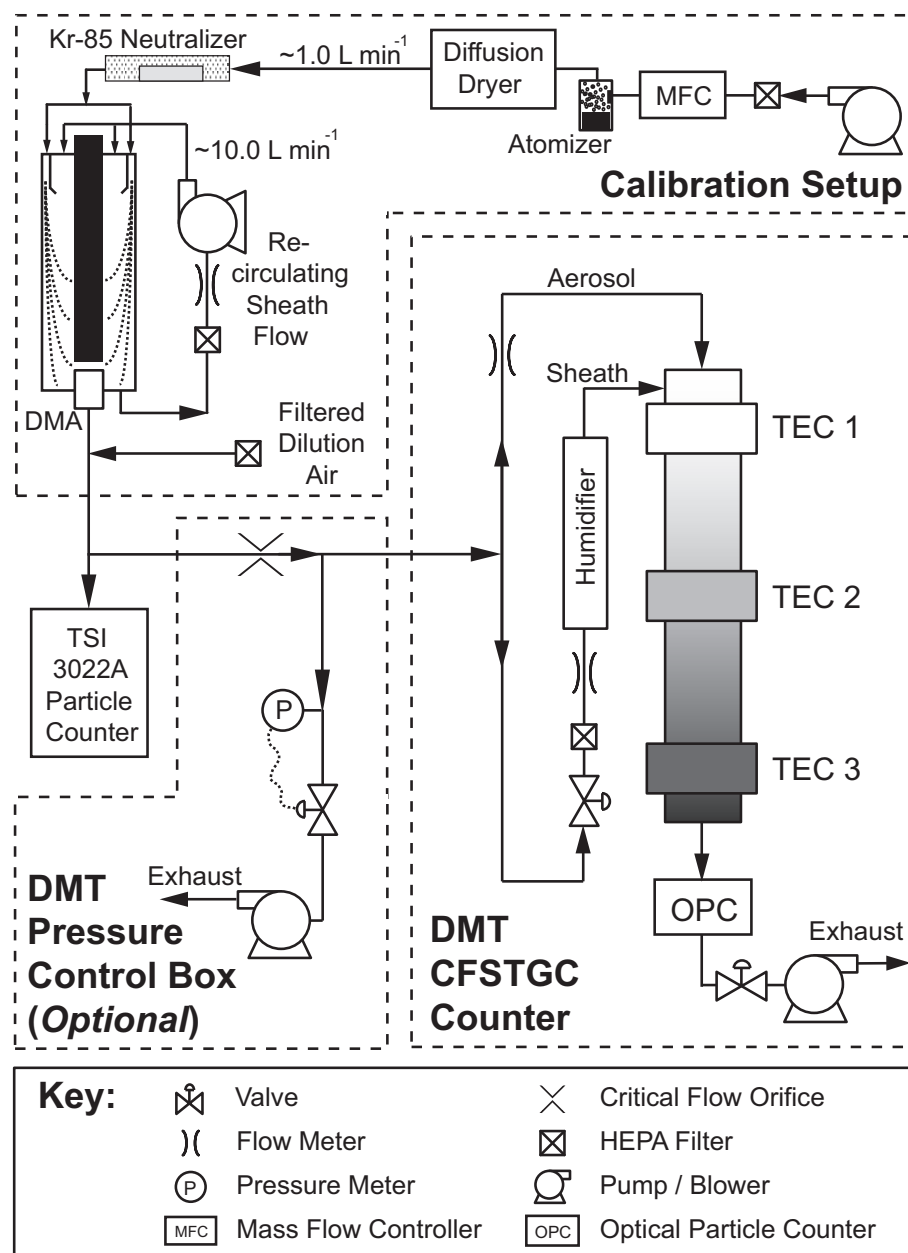 Kr-85 Neutralizer
~1.0 L min-1
Diffusion
Dryer
MFC
Atomizer
~10.0 L min-1
Calibration Setup
Re-
circulating
Sheath
Flow
DMA
Filtered
Dilution
Air
Aerosol
Sheath
Humidifier
TEC 1
TEC 2
TEC 3
TSI
3022A
Particle
Counter
P
Exhaust
DMT
Pressure
Control Box
(Optional)
DMT
CFSTGC
Counter
OPC
Exhaust
Key:
Valve
Critical Flow Orifice
Flow Meter
HEPA Filter
P Pressure Meter
Pump / Blower
MFC Mass Flow Controller
OPC Optical Particle Counter